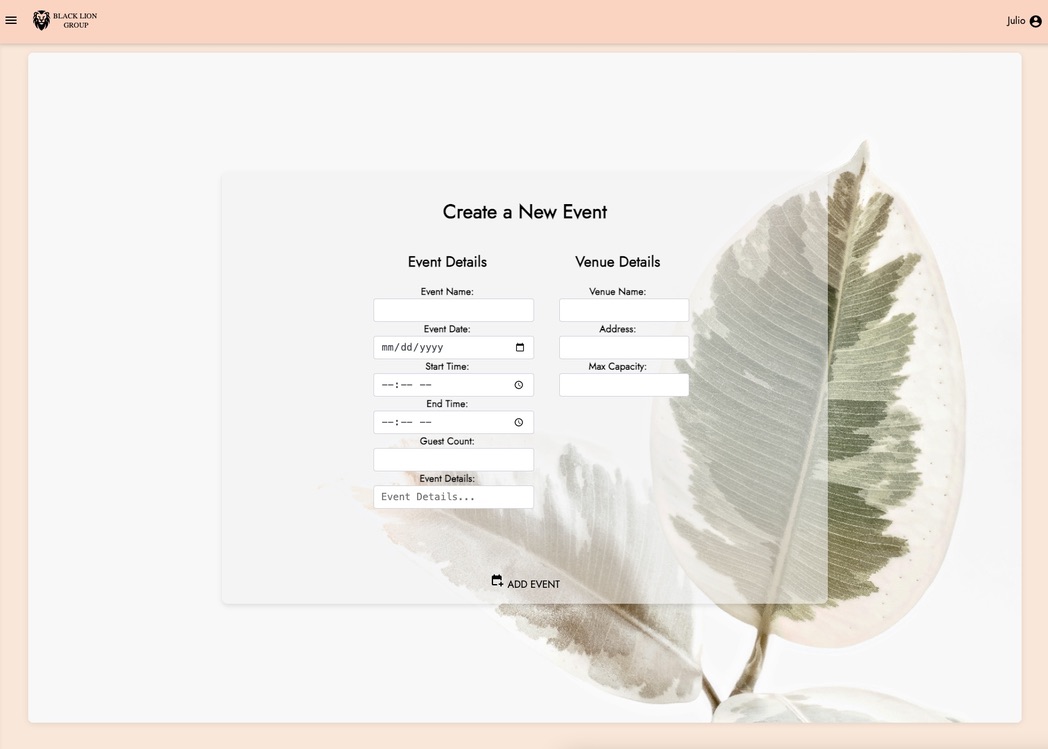 BLACK LION
GROUP
Julio
Create a New Event
Event Details
Event Name:
Event Date:
mm/dd/yyyy
Start Time:
--:-- --
End Time:
--:-- --
Guest Count:
Event Details:
Event Details...
Venue Details
Venue Name:
Address:
Max Capacity:
ADD EVENT